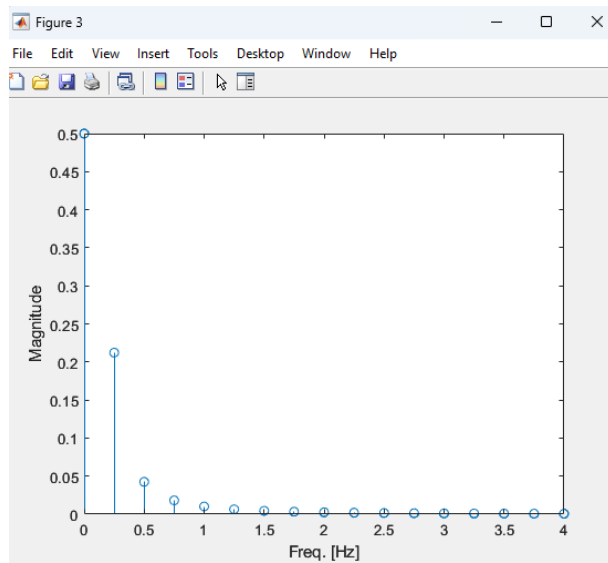 Figure 3
File Edit View Insert Tools Desktop Window Help
0.5
0.45
0.4
0.35
0.3
0.25
0.2
0.15
0.1
0.05
0
Magnitude
0 0.5 1 1.5 2 2.5 3 3.5 4
Freq. [Hz]